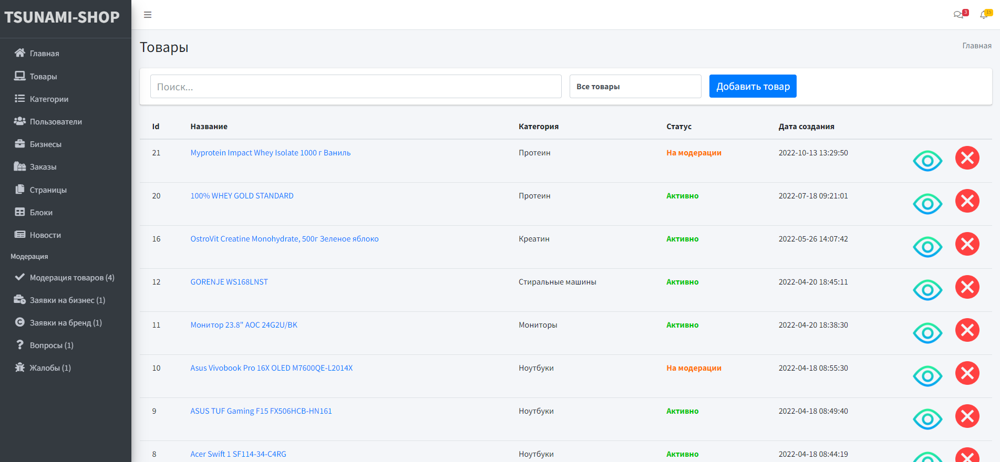 TSUNAMI-SHOP
3
15
Главная
Товары
Категории
Пользователи
Бизнесы
Заказы
Страницы
Блоки
Новости
Модерация
Модерация товаров (4)
Заявки на бизнес (1)
Заявки на бренд (1)
Вопросы (1)
Жалобы (1)
Товары
Главная
Поиск...
Все товары
Добавить товар
Id Название Категория Статус Дата создания
21 Myprotein Impact Whey Isolate 1000 г Ваниль Протеин На модерации 2022-10-13 13:29:50
20 100% WHEY GOLD STANDARD Протеин Активно 2022-07-18 09:21:01
16 OstroVit Creatine Monohydrate, 500г Зеленое яблоко Креатин Активно 2022-05-26 14:07:42
12 GORENJE WS168LNST Стиральные машины Активно 2022-04-20 18:45:11
11 Монитор 23.8" AOC 24G2U/BK Мониторы Активно 2022-04-20 18:38:30
10 Asus Vivobook Pro 16X OLED M7600QE-L2014X Ноутбуки На модерации 2022-04-18 08:55:30
9 ASUS TUF Gaming F15 FX506HCB-HN161 Ноутбуки Активно 2022-04-18 08:49:40
8 Acer Swift 1 SF114-34-C4RG Ноутбуки Активно 2022-04-18 08:44:19